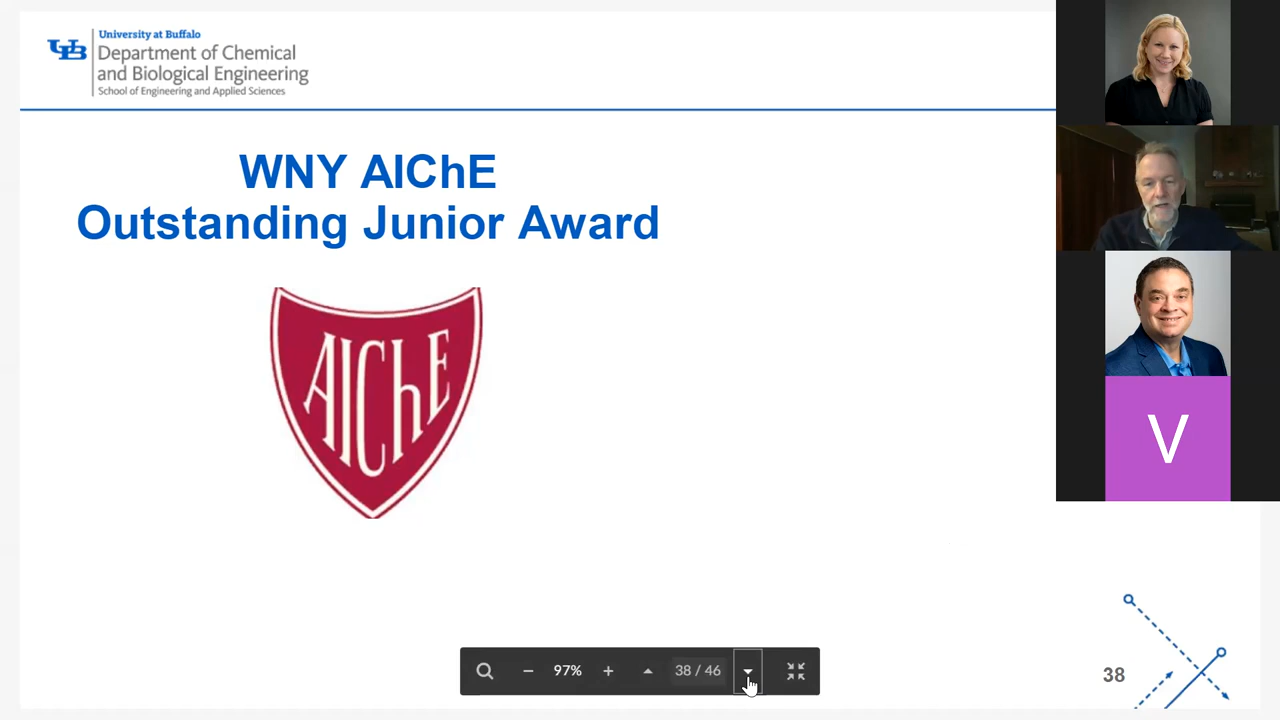 UB
University at Buffalo
Department of Chemical
and Biological Engineering
School of Engineering and Applied Sciences
WNY AIChE
Outstanding Junior Award
AIChE
V
97%
38 / 46
38